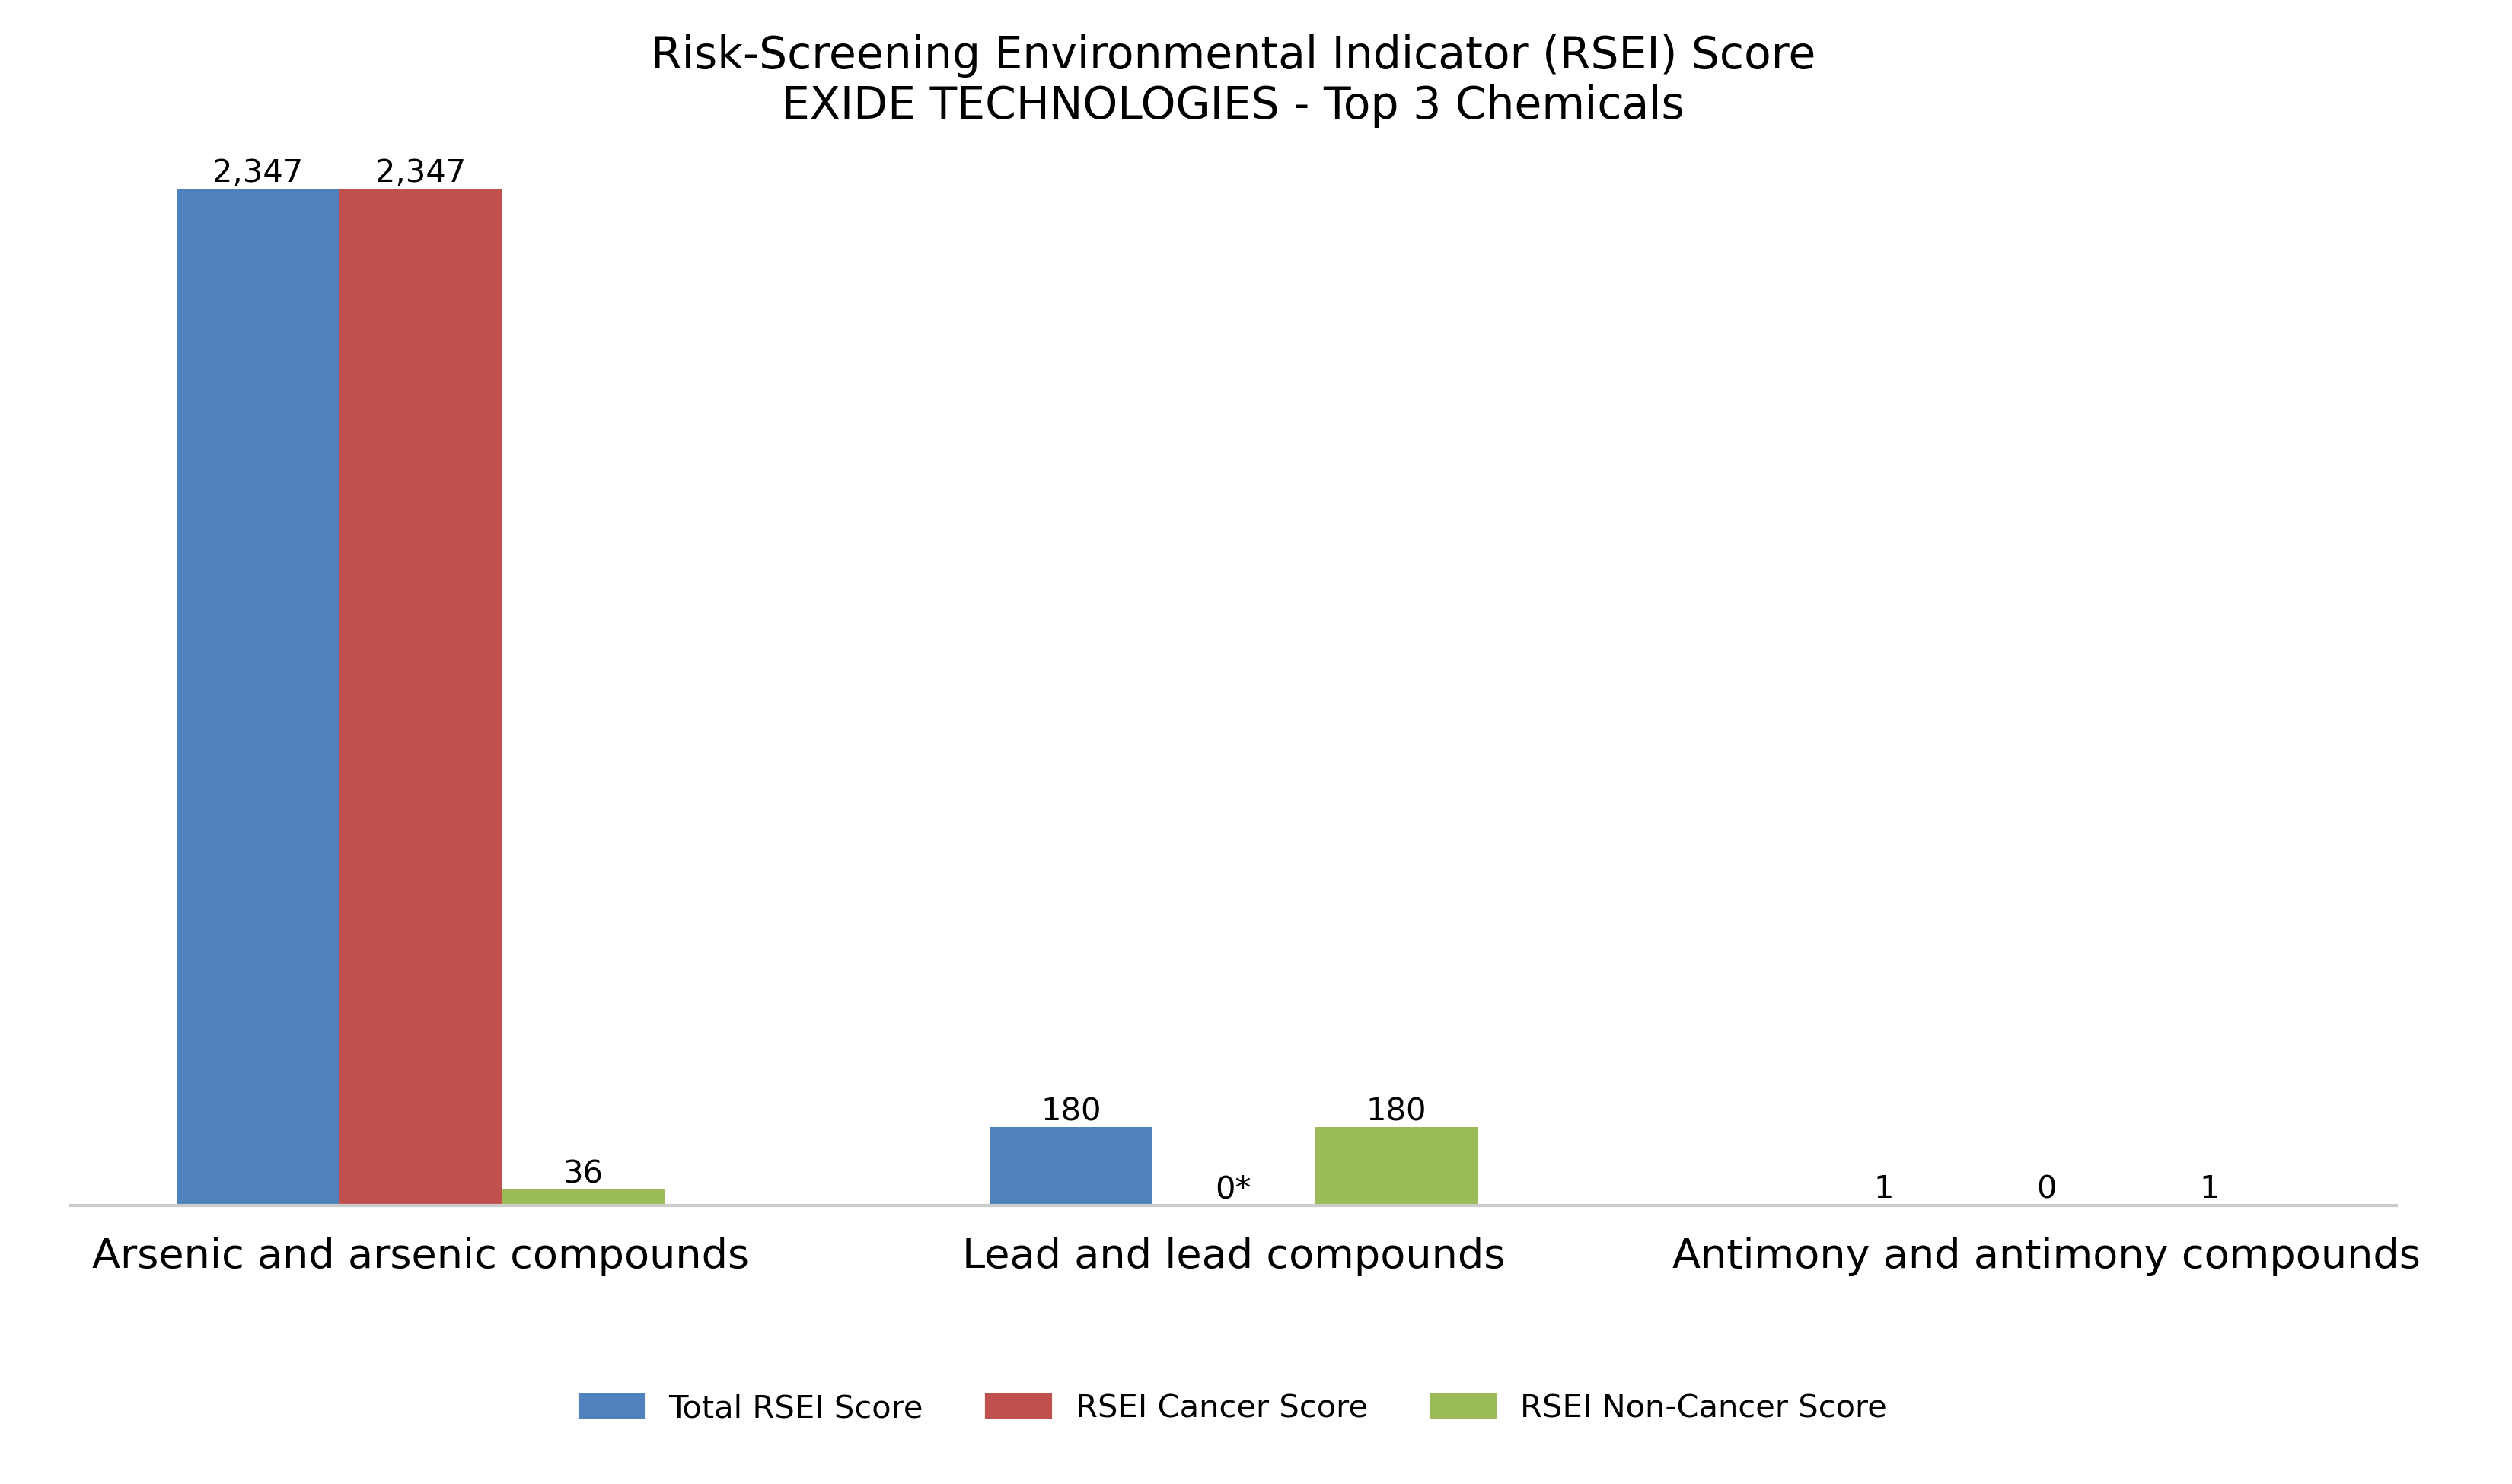 Risk-Screening Environmental Indicator (RSEI) Score
EXIDE TECHNOLOGIES - Top 3 Chemicals
2,347 2,347
36
180 0* 180
1 0 1
Arsenic and arsenic compounds Lead and lead compounds Antimony and antimony compounds
Total RSEI Score RSEI Cancer Score RSEI Non-Cancer Score